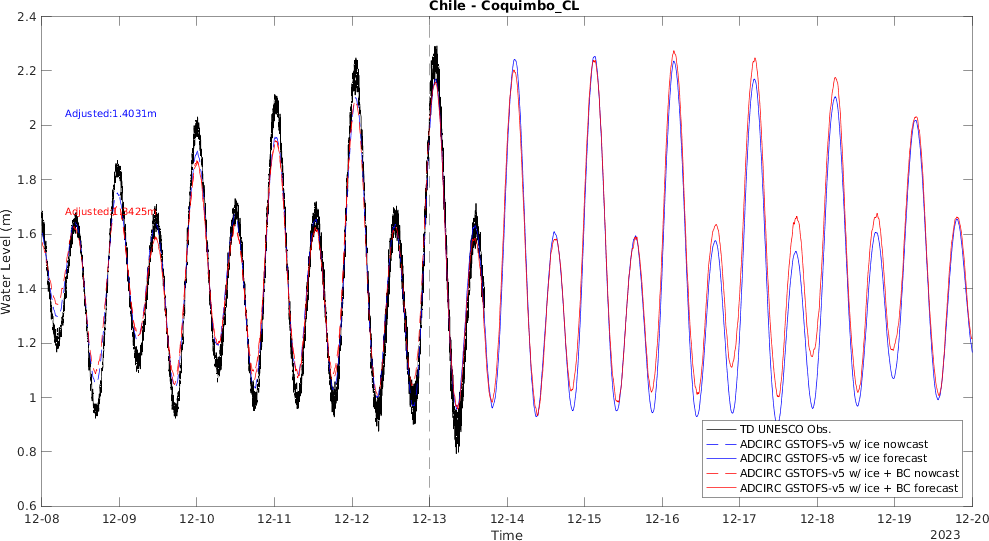 Chile - Coquimbo_CL
2.4
2.2
2
1.8
1.6
1.4
1.2
1
0.8
0.6
Water Level (m)
Adjusted:1.4031m
Adjusted:1.3425m
TD UNESCO Obs.
ADCIRC GSTOFS-v5 w/ ice nowcast
ADCIRC GSTOFS-v5 w/ ice forecast
ADCIRC GSTOFS-v5 w/ ice + BC nowcast
ADCIRC GSTOFS-v5 w/ ice + BC forecast
12-08 12-09 12-10 12-11 12-12 12-13 12-14 12-15 12-16 12-17 12-18 12-19 12-20
Time
2023